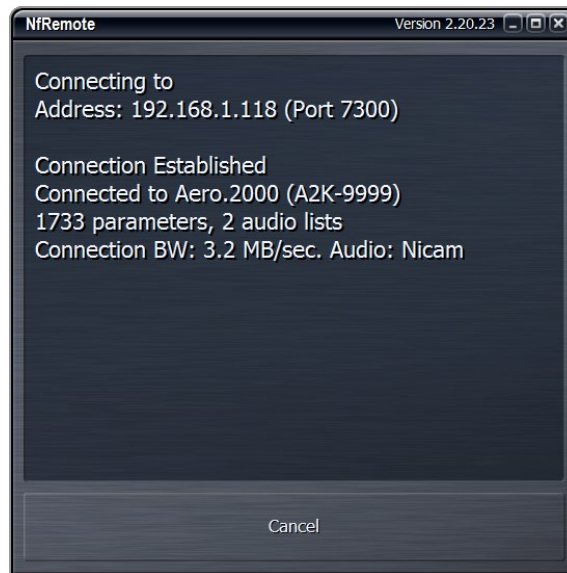 NfRemote Version 2.20.23
Connecting to
Address: 192.168.1.118 (Port 7300)
Connection Established
Connected to Aero.2000 (A2K-9999)
1733 parameters, 2 audio lists
Connection BW: 3.2 MB/sec. Audio: Nicam
Cancel